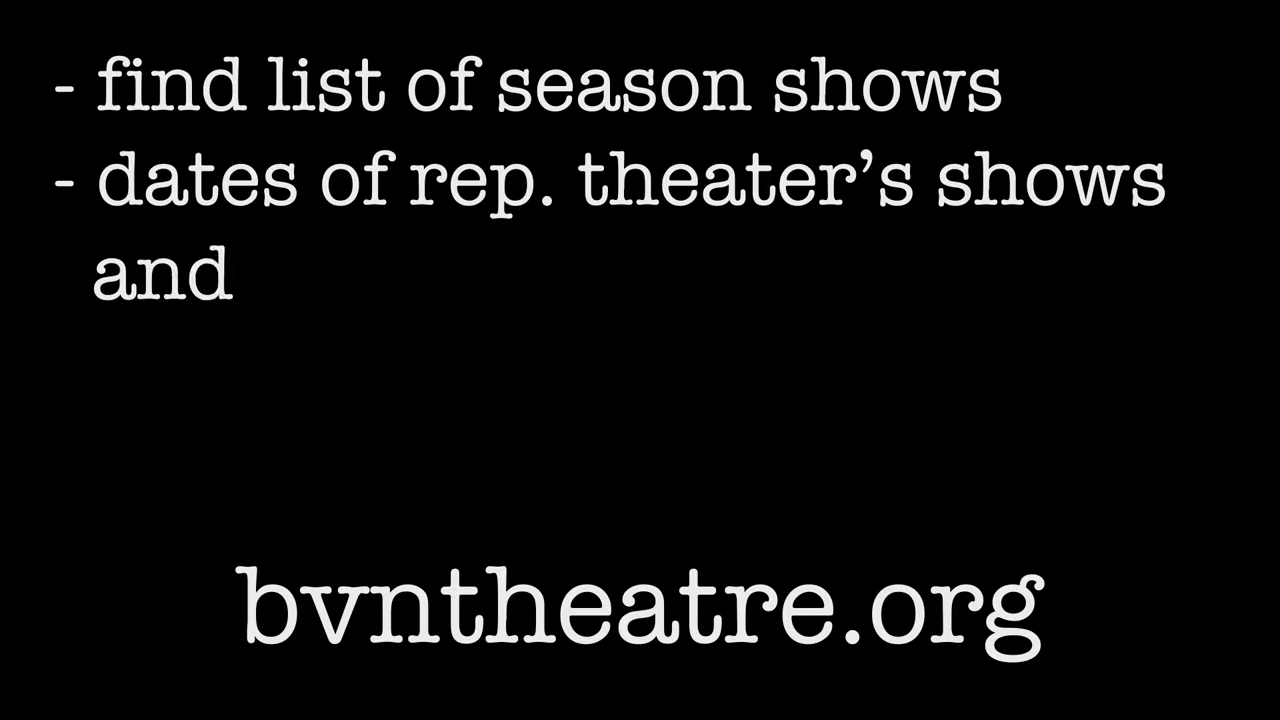 - find list of season shows
- dates of rep. theater’s shows
and
bvntheatre.org